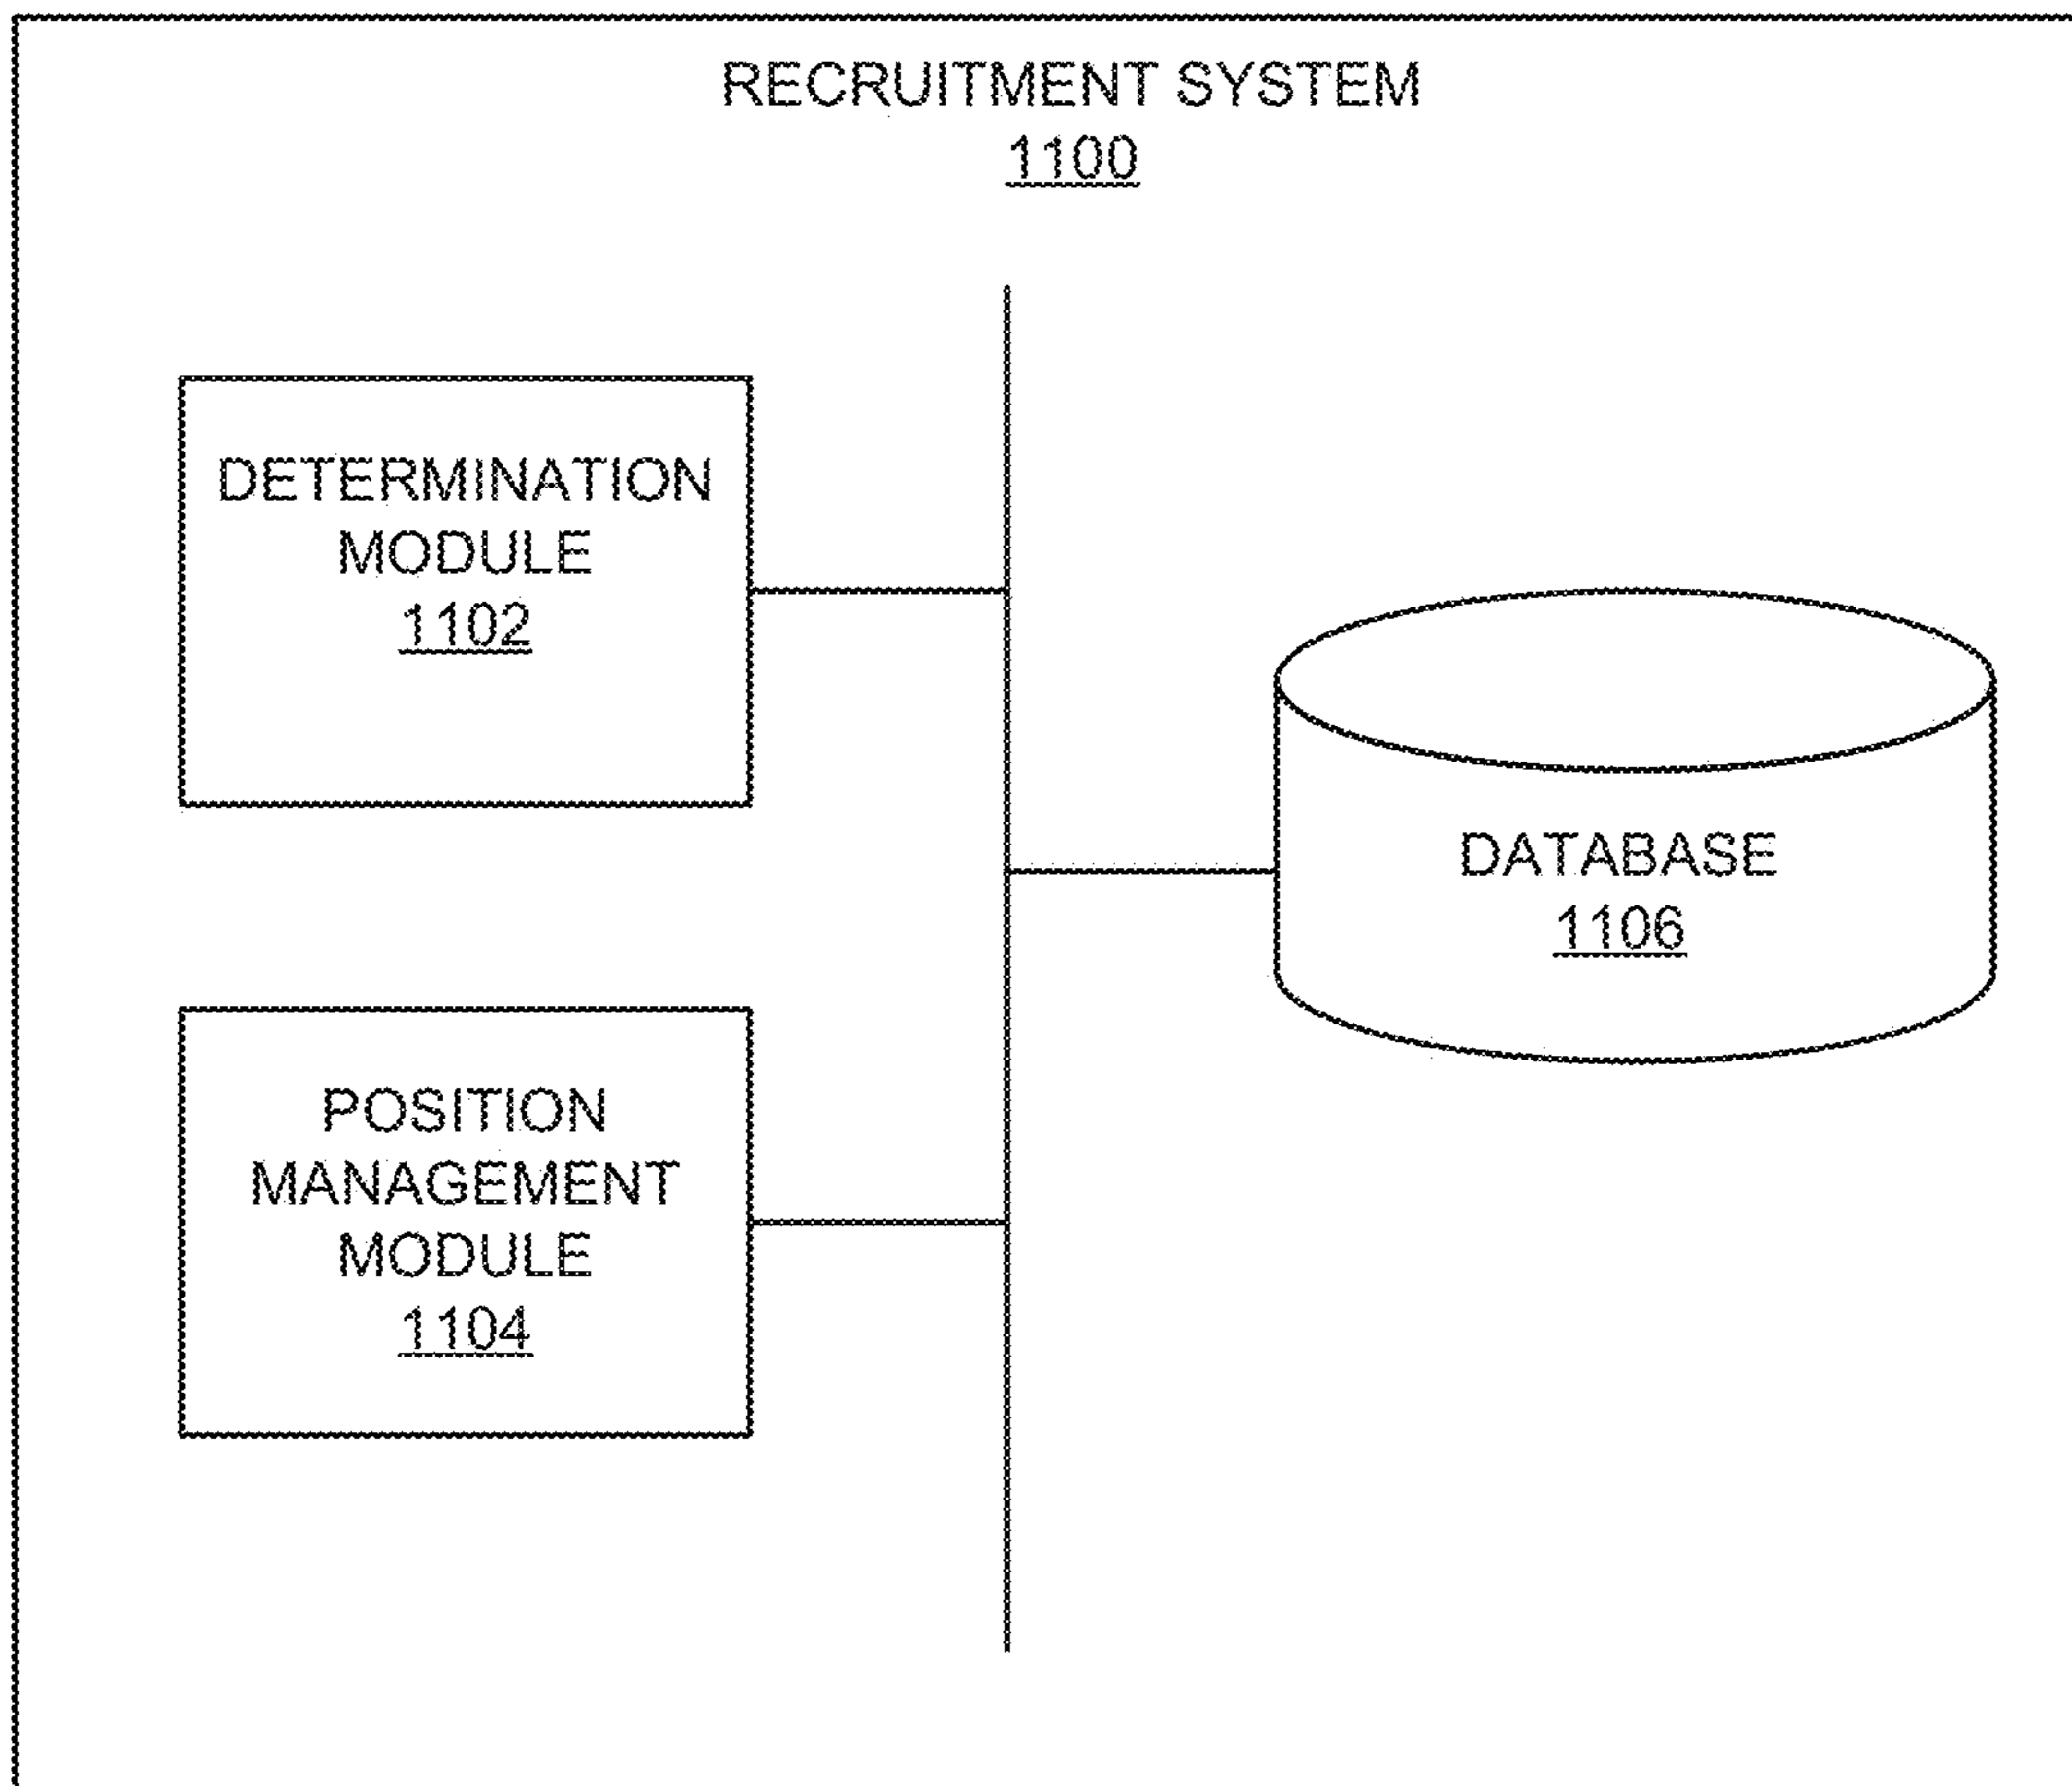 RECRUITMENT SYSTEM
1100
DETERMINATION
MODULE
1102
DATABASE
1106
POSITION
MANAGEMENT
MODULE
1104